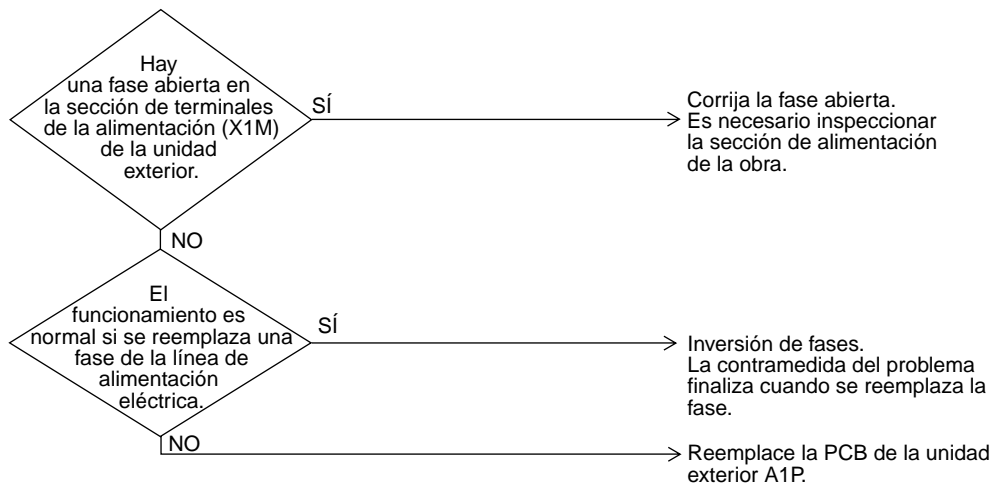 Hay
una fase abierta en
la sección de terminales
de la alimentación (X1M)
de la unidad
exterior.
SÍ
Corrija la fase abierta.
Es necesario inspeccionar
la sección de alimentación
de la obra.
NO
El
funcionamiento es
normal si se reemplaza una
fase de la línea de
alimentación
eléctrica.
SÍ
Inversión de fases.
La contramedida del problema
finaliza cuando se reemplaza la
fase.
NO
Reemplace la PCB de la unidad
exterior A1P.